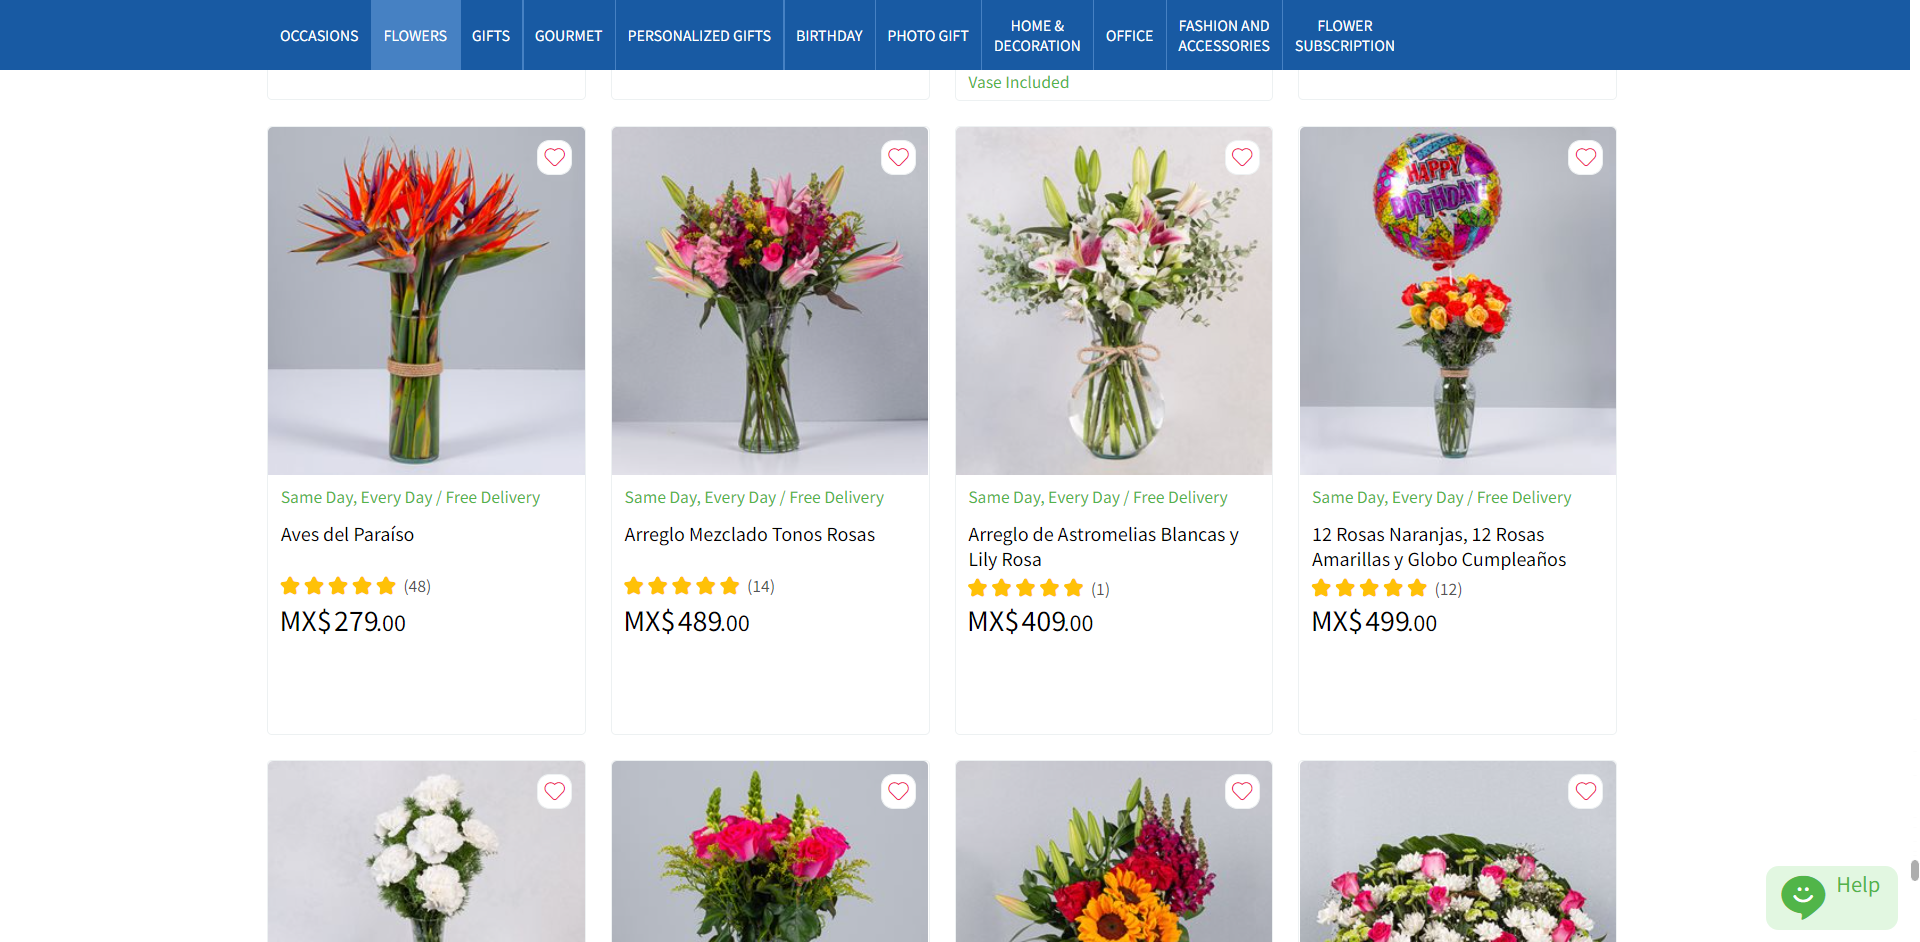 OCCASIONS
FLOWERS
GIFTS
GOURMET
PERSONALIZED GIFTS
BIRTHDAY
PHOTO GIFT
HOME &
DECORATION
OFFICE
FASHION AND
ACCESSORIES
FLOWER
SUBSCRIPTION
Vase Included
HAPPY
BIRTHDAY
Same Day, Every Day / Free Delivery
Aves del Paraíso
(48)
MX$279.00
Same Day, Every Day / Free Delivery
Arreglo Mezclado Tonos Rosas
(14)
MX$489.00
Same Day, Every Day / Free Delivery
Arreglo de Astromelias Blancas y
Lily Rosa
(1)
MX$409.00
Same Day, Every Day / Free Delivery
12 Rosas Naranjas, 12 Rosas
Amarillas y Globo Cumpleaños
(12)
MX$499.00
Help